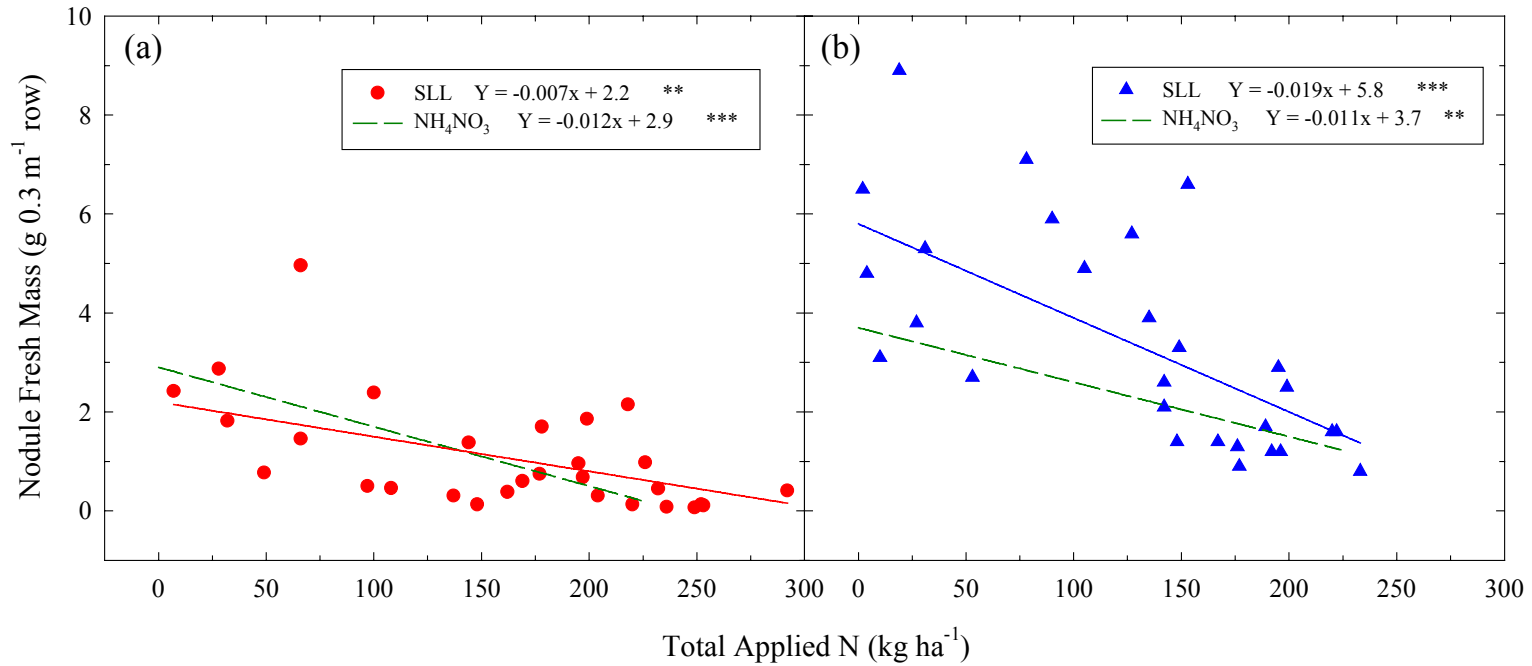 (a)
SLL Y = -0.007x + 2.2 **
NH₄NO₃ Y = -0.012x + 2.9 ***
(b)
SLL Y = -0.019x + 5.8 ***
NH₄NO₃ Y = -0.011x + 3.7 **
Nodule Fresh Mass (g 0.3 m⁻¹ row)
10
8
6
4
2
0
0 50 100 150 200 250 300
0 50 100 150 200 250 300
Total Applied N (kg ha⁻¹)